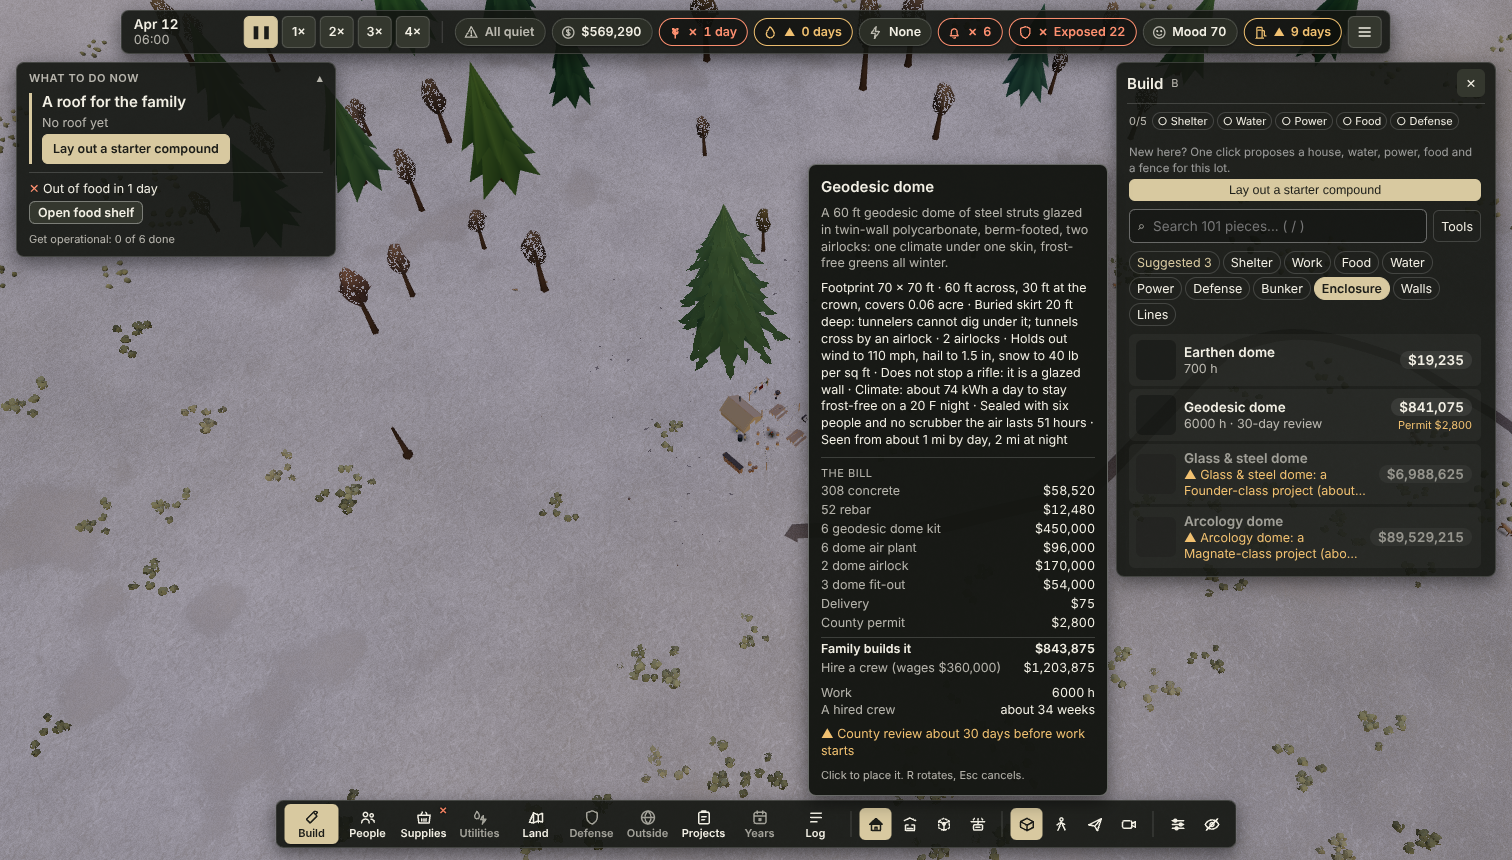 Apr 12
06:00
1×
2×
3×
4×
All quiet
$569,290
× 1 day
▲ 0 days
None
× 6
× Exposed 22
Mood 70
▲ 9 days
WHAT TO DO NOW
A roof for the family
No roof yet
Lay out a starter compound
× Out of food in 1 day
Open food shelf
Get operational: 0 of 6 done
Geodesic dome
A 60 ft geodesic dome of steel struts glazed
in twin-wall polycarbonate, berm-footed, two
airlocks: one climate under one skin, frost-
free greens all winter.
Footprint 70 × 70 ft · 60 ft across, 30 ft at the
crown, covers 0.06 acre · Buried skirt 20 ft
deep: tunnelers cannot dig under it; tunnels
cross by an airlock · 2 airlocks · Holds out
wind to 110 mph, hail to 1.5 in, snow to 40 lb
per sq ft · Does not stop a rifle: it is a glazed
wall · Climate: about 74 kWh a day to stay
frost-free on a 20 F night · Sealed with six
people and no scrubber the air lasts 51 hours ·
Seen from about 1 mi by day, 2 mi at night
THE BILL
308 concrete $58,520
52 rebar $12,480
6 geodesic dome kit $450,000
6 dome air plant $96,000
2 dome airlock $170,000
3 dome fit-out $54,000
Delivery $75
County permit $2,800
Family builds it $843,875
Hire a crew (wages $360,000) $1,203,875
Work 6000 h
A hired crew about 34 weeks
▲ County review about 30 days before work
starts
Click to place it. R rotates, Esc cancels.
Build B
×
0/5 Shelter Water Power Food Defense
New here? One click proposes a house, water, power, food and
a fence for this lot.
Lay out a starter compound
Search 101 pieces... ( / )
Tools
Suggested 3 Shelter Work Food Water
Power Defense Bunker Enclosure Walls
Lines
Earthen dome
700 h
$19,235
Geodesic dome
6000 h · 30-day review
$841,075
Permit $2,800
Glass & steel dome
▲ Glass & steel dome: a
Founder-class project (about...
$6,988,625
Arcology dome
▲ Arcology dome: a
Magnate-class project (abo...
$89,529,215
Build
People
Supplies ×
Utilities
Land
Defense
Outside
Projects
Years
Log